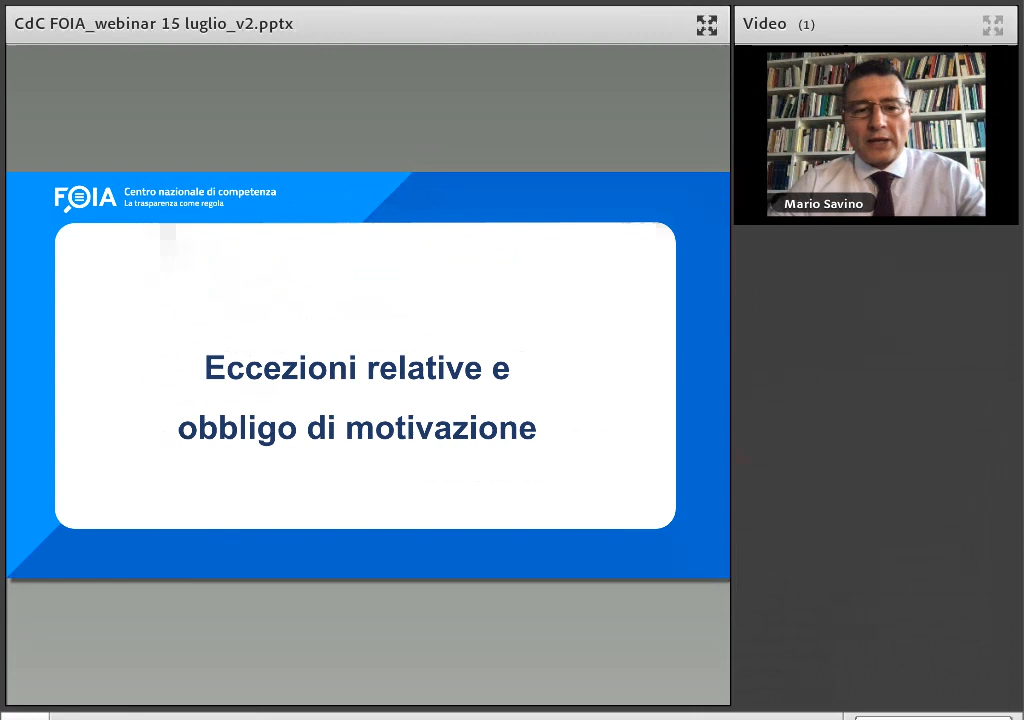 CdC FOIA_webinar 15 luglio_v2.pptx
Video (1)
Mario Savino
FOIA Centro nazionale di competenza
La trasparenza come regola
Eccezioni relative e
obbligo di motivazione